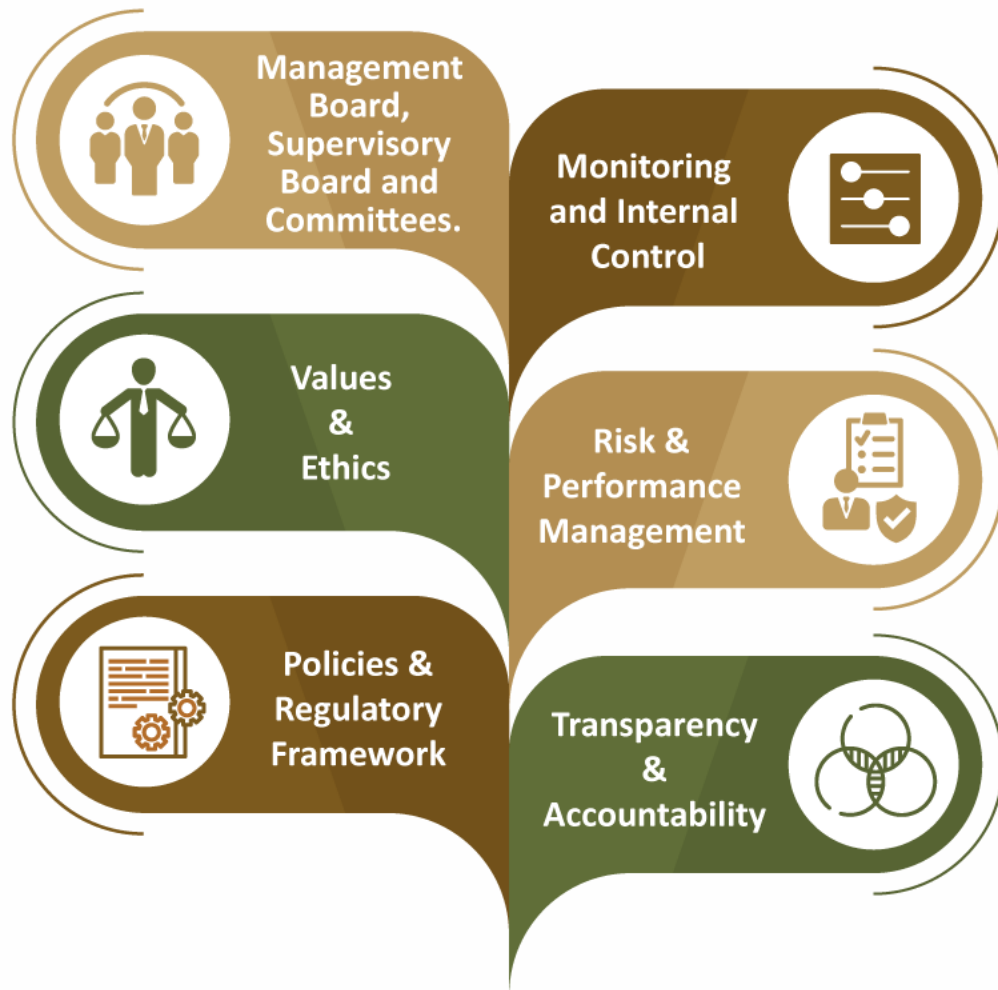 Management
Board,
Supervisory
Board and
Committees.
Monitoring
and Internal
Control
Values
&
Ethics
Risk &
Performance
Management
Policies &
Regulatory
Framework
Transparency
&
Accountability